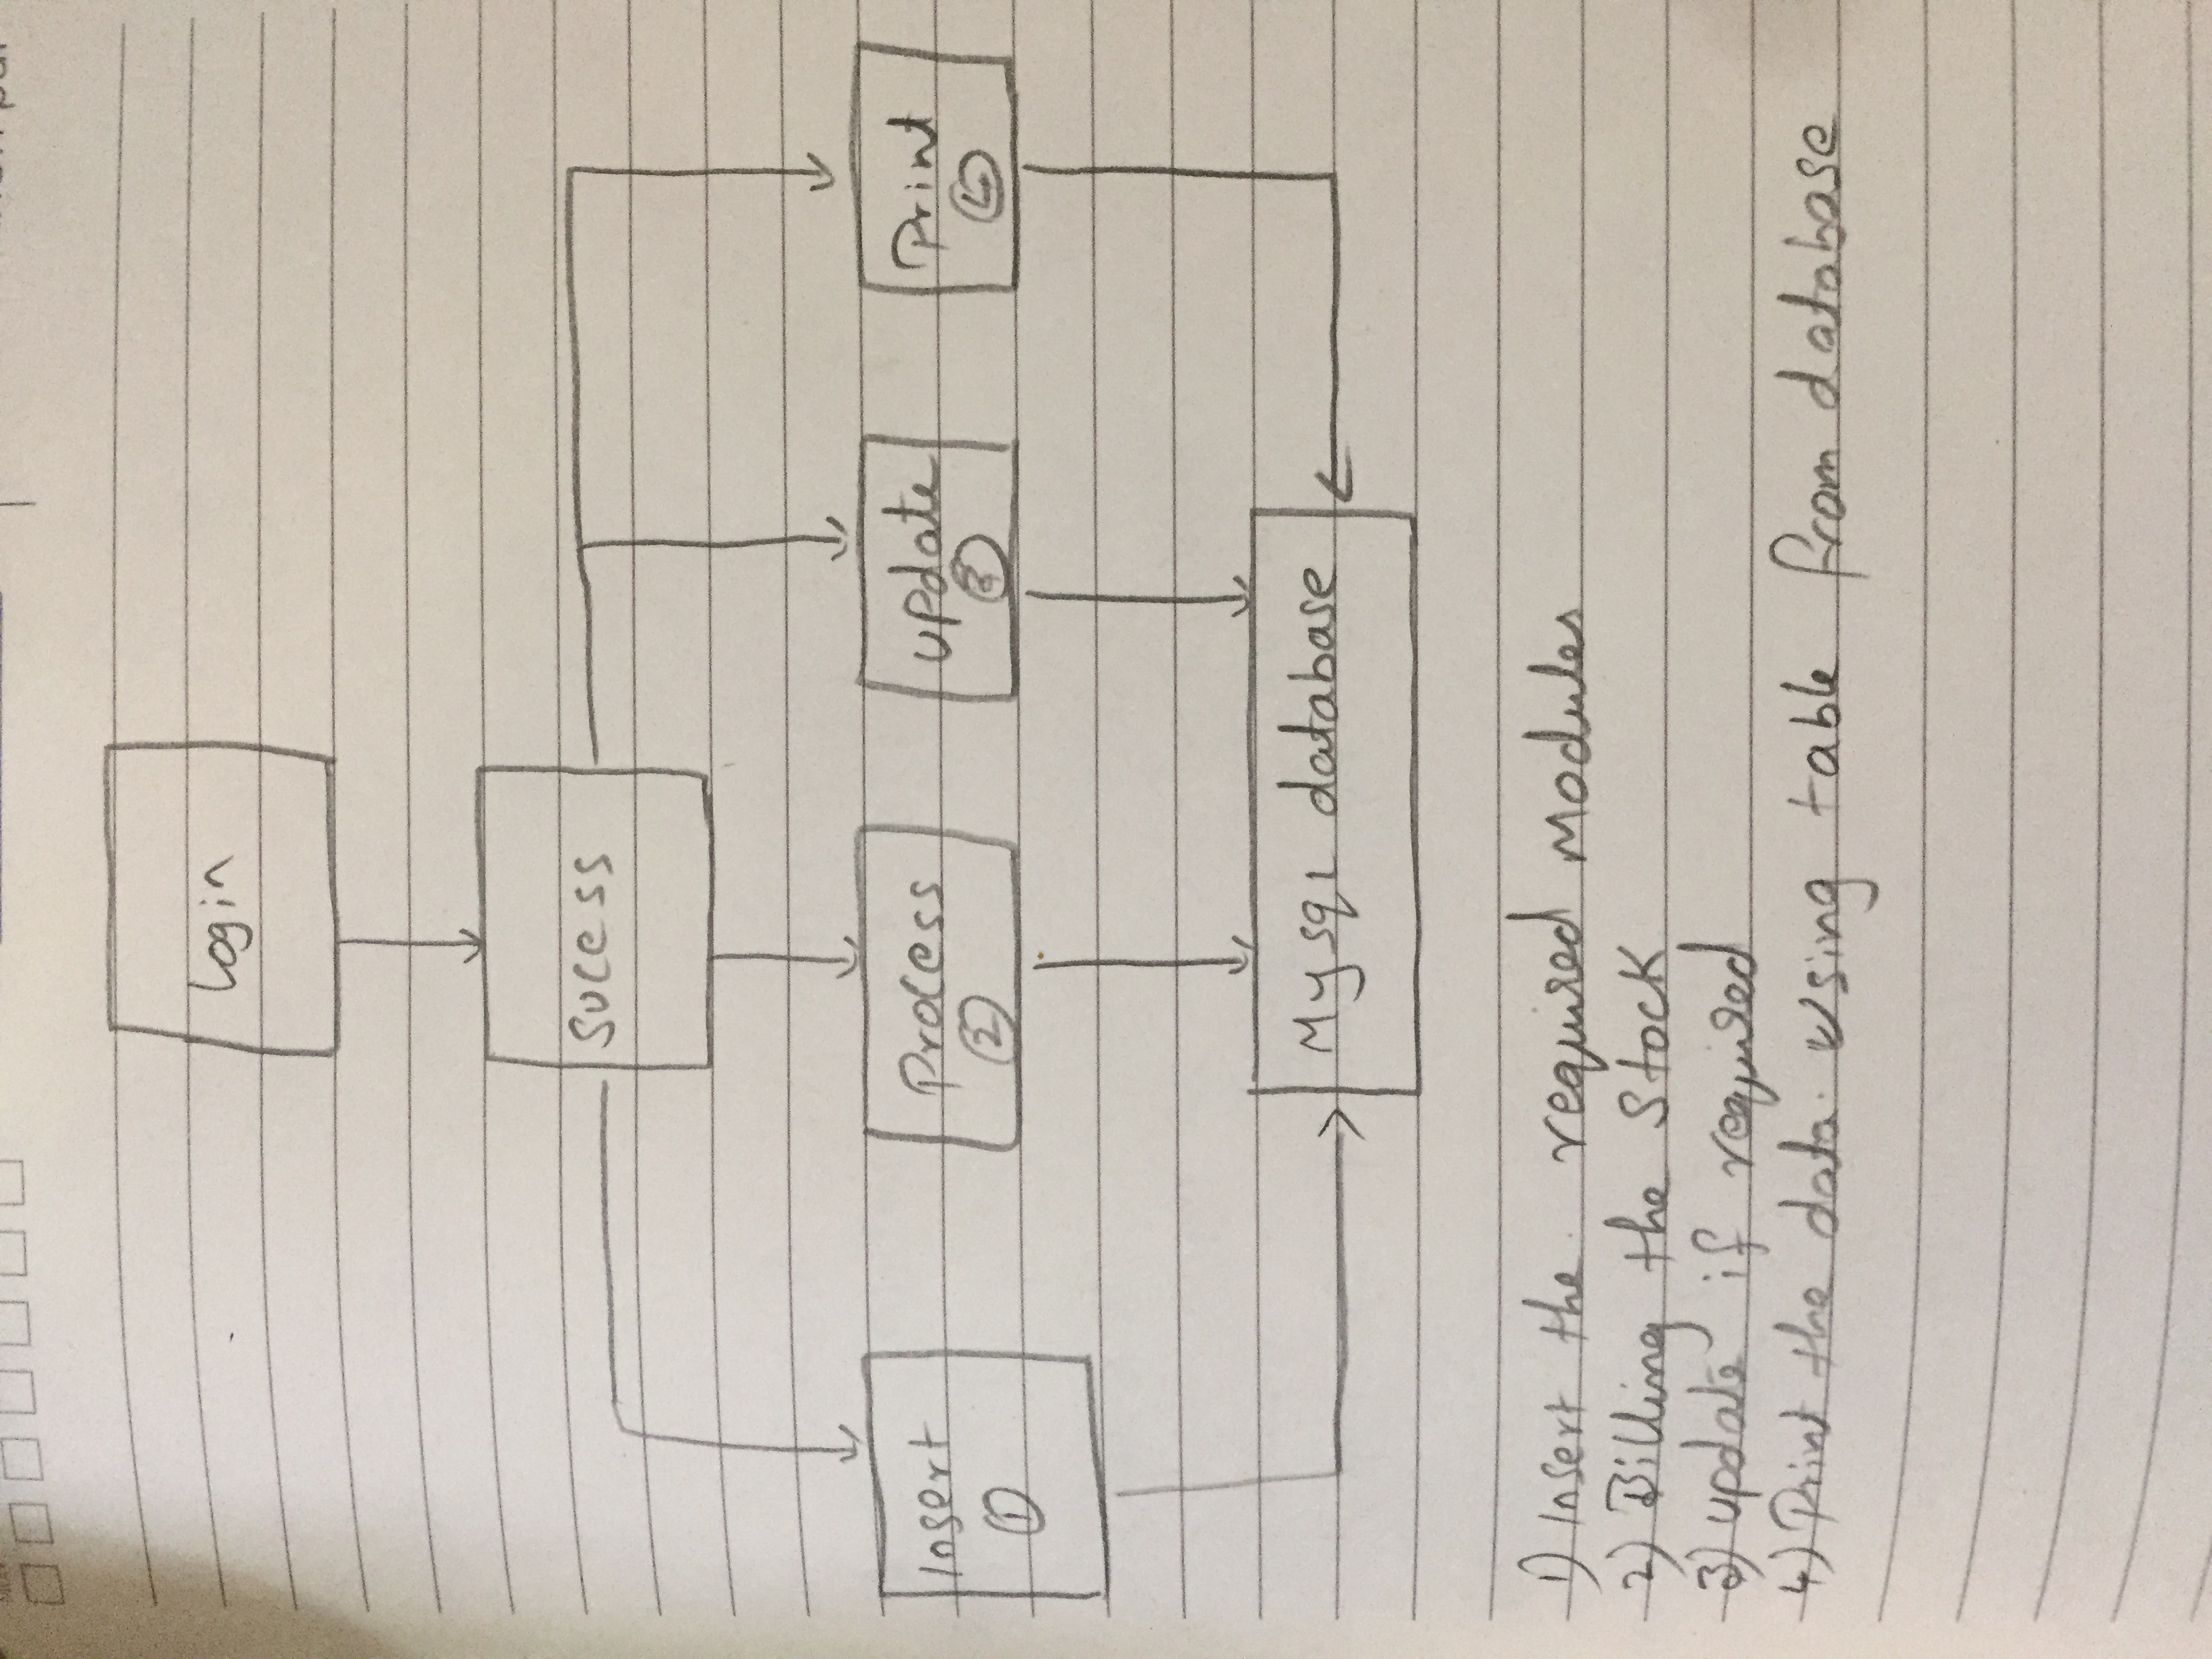 Login
Sucess
Insert
①
Process
②
update
③
Print
④
Mysql database
1) Insert the required Modules
2) Billing the Stock
3) update if required
4) Print the data using table from database